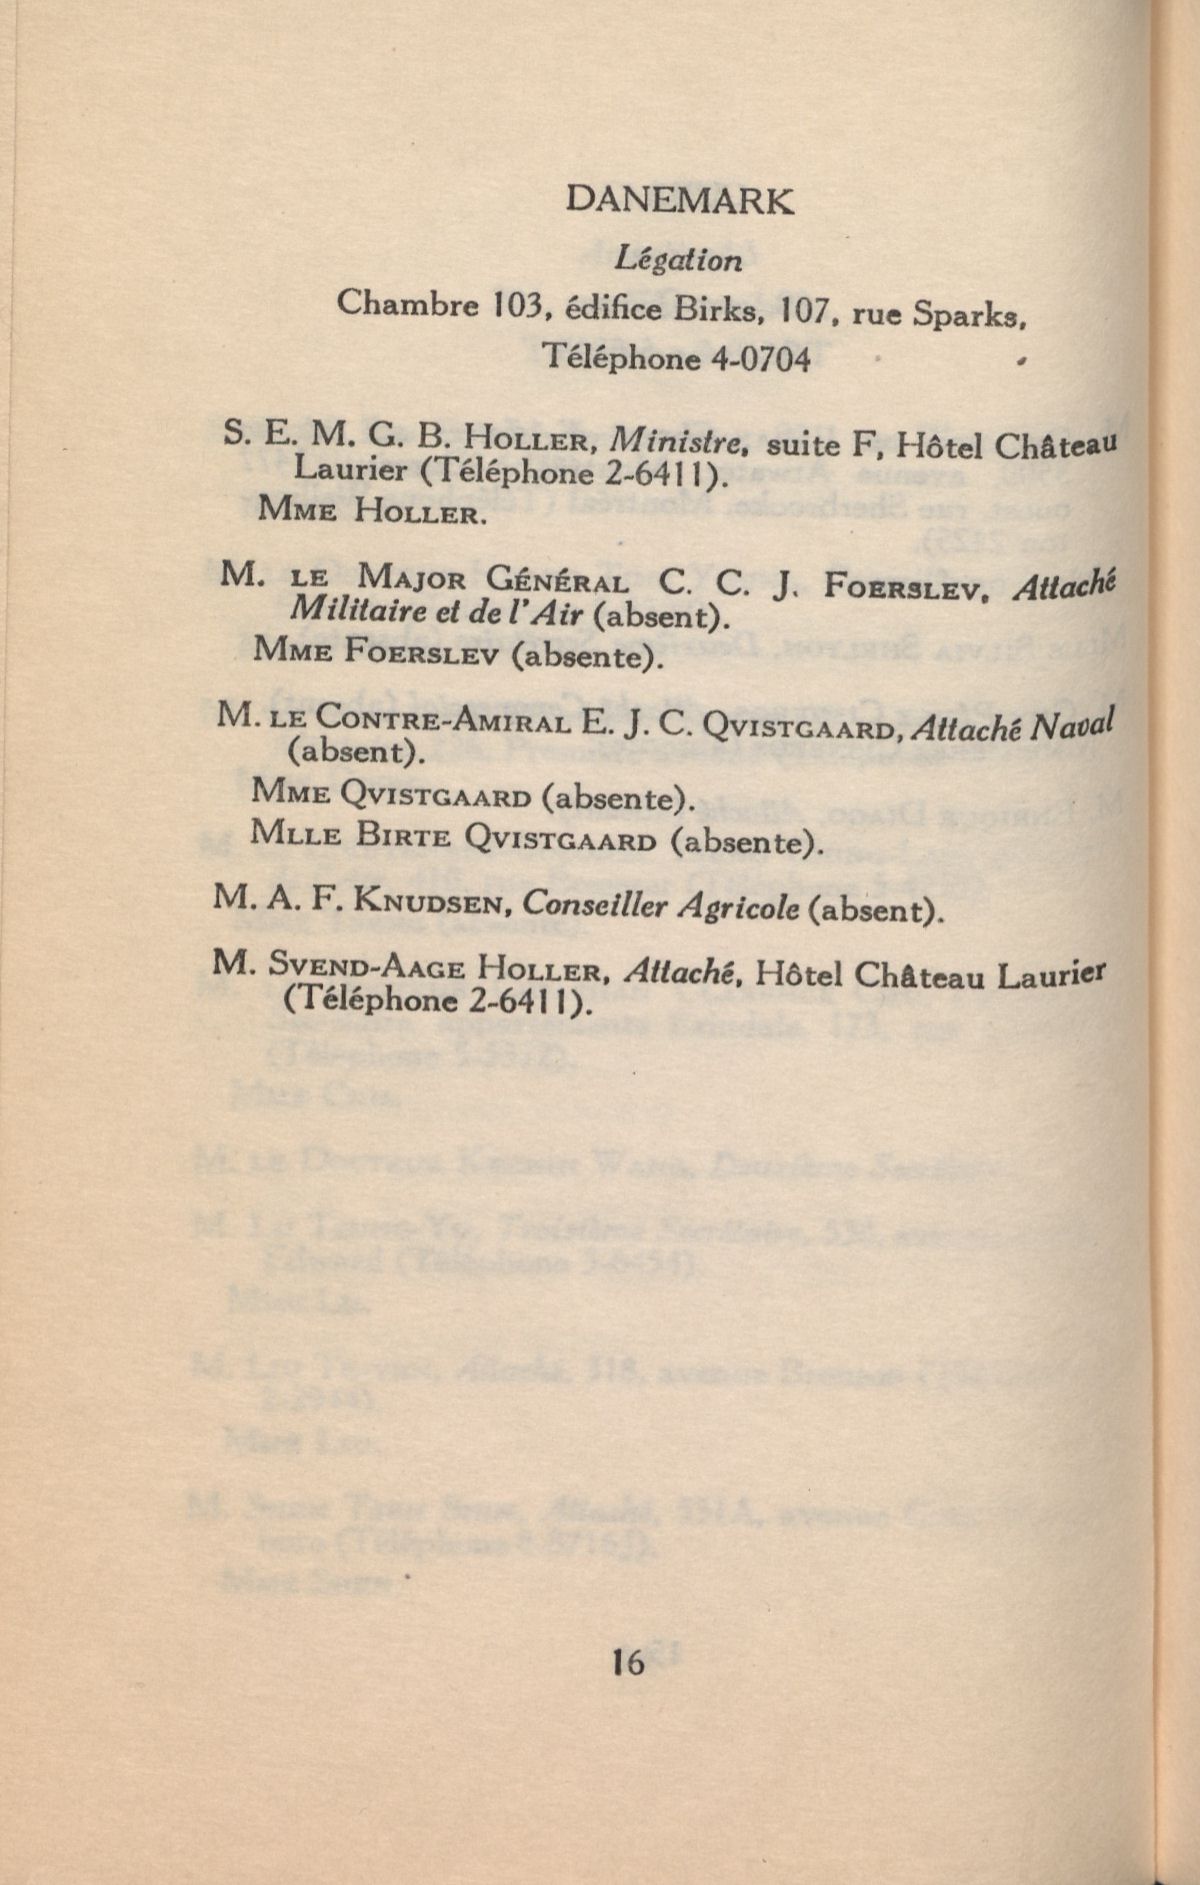 DANEMARK
Légation
Chambre 103, édifice Birks, 107, rue Sparks,
Téléphone 4-0704
S. E. M. G. B. HOLLER, Ministre, suite F, Hôtel Château
Laurier (Téléphone 2-6411).
MME HOLLER.
M. LE MAJOR GÉNÉRAL C. C. J. FOERSLEV, Attaché
Militaire et de l'Air (absent).
MME FOERSLEV (absente).
M. LE CONTRE-AMIRAL E. J. C. QVISTGAARD, Attaché Naval
(absent).
MME QVISTGAARD (absente).
MLLE BIRTE QVISTGAARD (absente).
M. A. F. KNUDSEN, Conseiller Agricole (absent).
M. SVEND-AAGE HOLLER, Attaché, Hôtel Château Laurier
(Téléphone 2-6411).
16